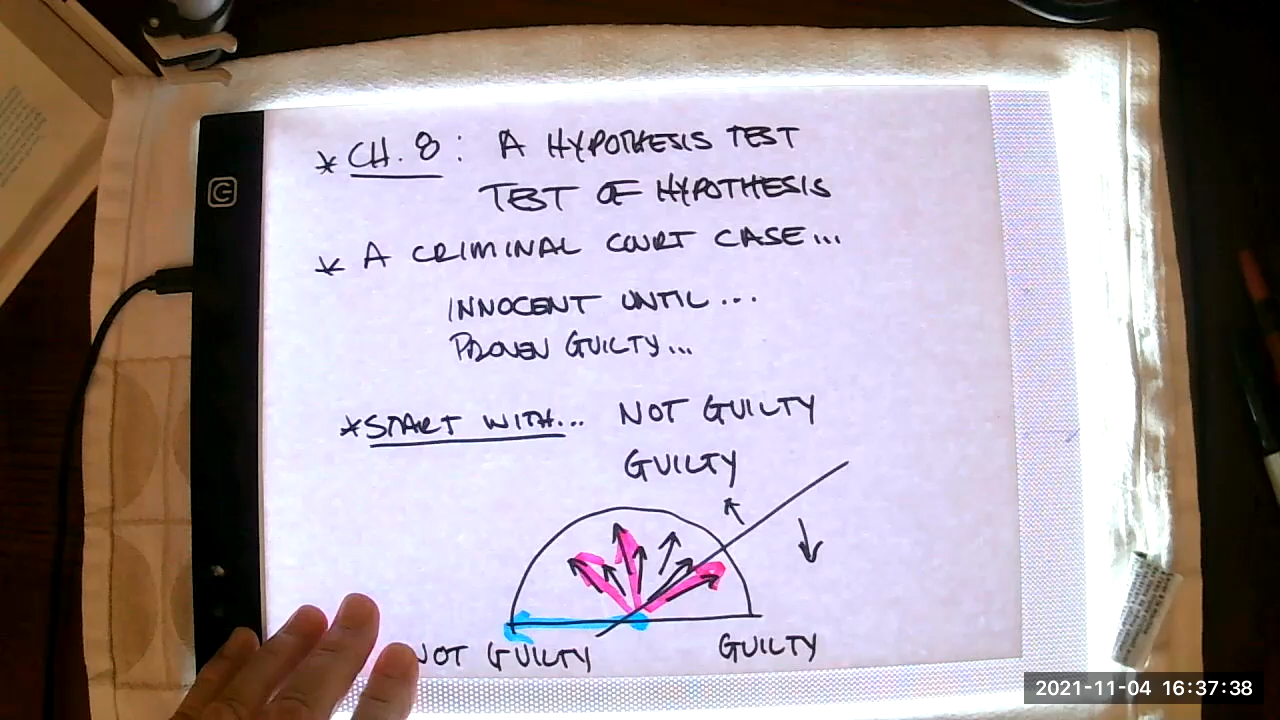 * CH. 8: A HYPOTHESIS TEST
TEST OF HYPOTHESIS
* A CRIMINAL COURT CASE...
INNOCENT UNTIL...
PROVEN GUILTY...
* START WITH... NOT GUILTY
GUILTY
NOT GUILTY
GUILTY
2021-11-04 16:37:38